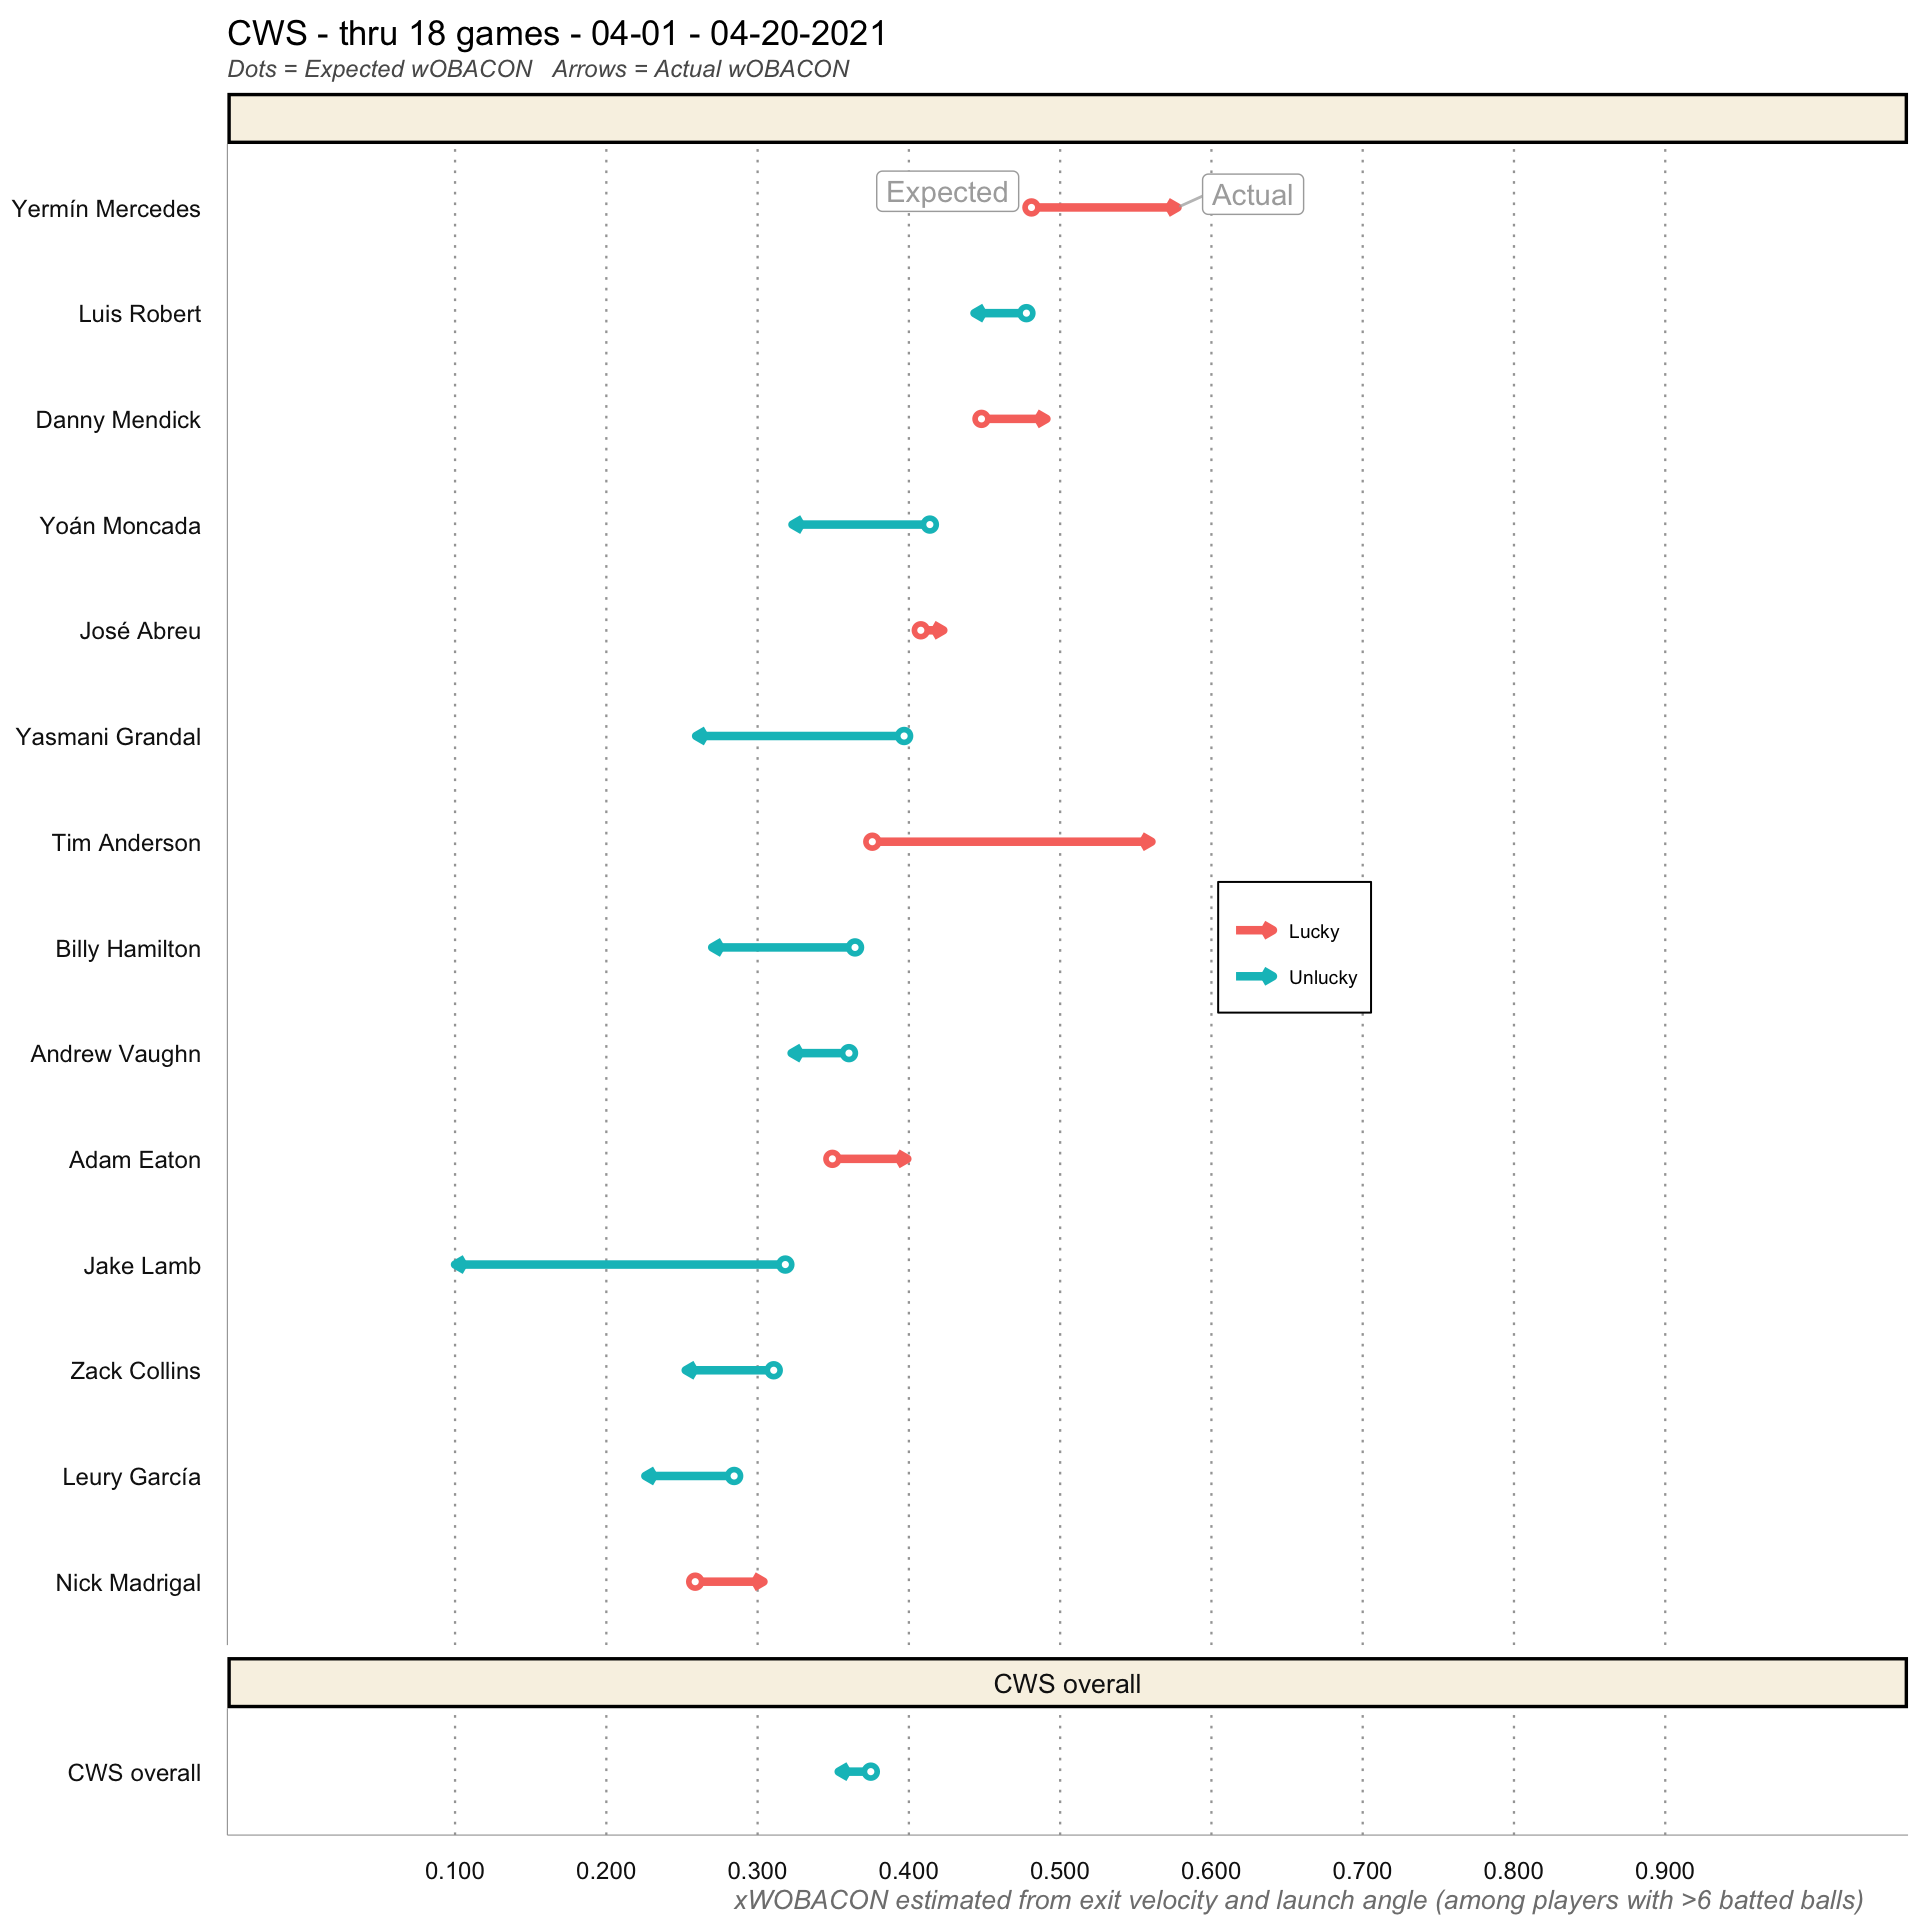 CWS - thru 18 games - 04-01 - 04-20-2021
Dots = Expected wOBACON   Arrows = Actual wOBACON
Yermín Mercedes
Expected
Actual
Luis Robert
Danny Mendick
Yoán Moncada
José Abreu
Yasmani Grandal
Tim Anderson
Lucky
Billy Hamilton
Unlucky
Andrew Vaughn
Adam Eaton
Jake Lamb
Zack Collins
Leury García
Nick Madrigal
CWS overall
CWS overall
0.100 0.200 0.300 0.400 0.500 0.600 0.700 0.800 0.900
xWOBACON estimated from exit velocity and launch angle (among players with >6 batted balls)